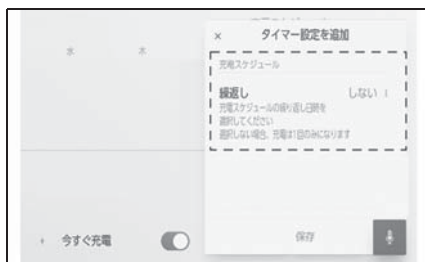 水
木
タイマー設定を追加
充電スケジュール
繰返し
しない
充電スケジュールの繰り返し日時を
選択してください
選択しない場合、充電は1回のみになります
今すぐ充電
保存